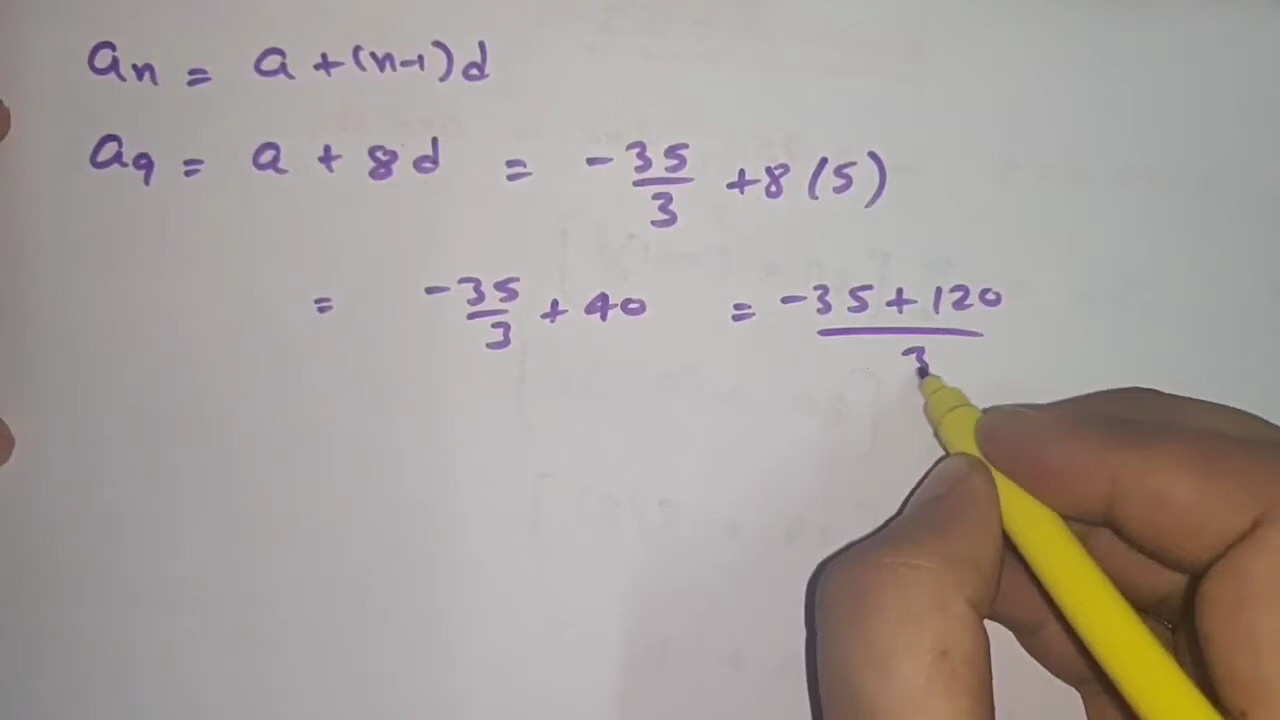 an = a + (n-1)d
a9 = a + 8d = -35/3 + 8(5)
= -35/3 + 40 = -35+120/3